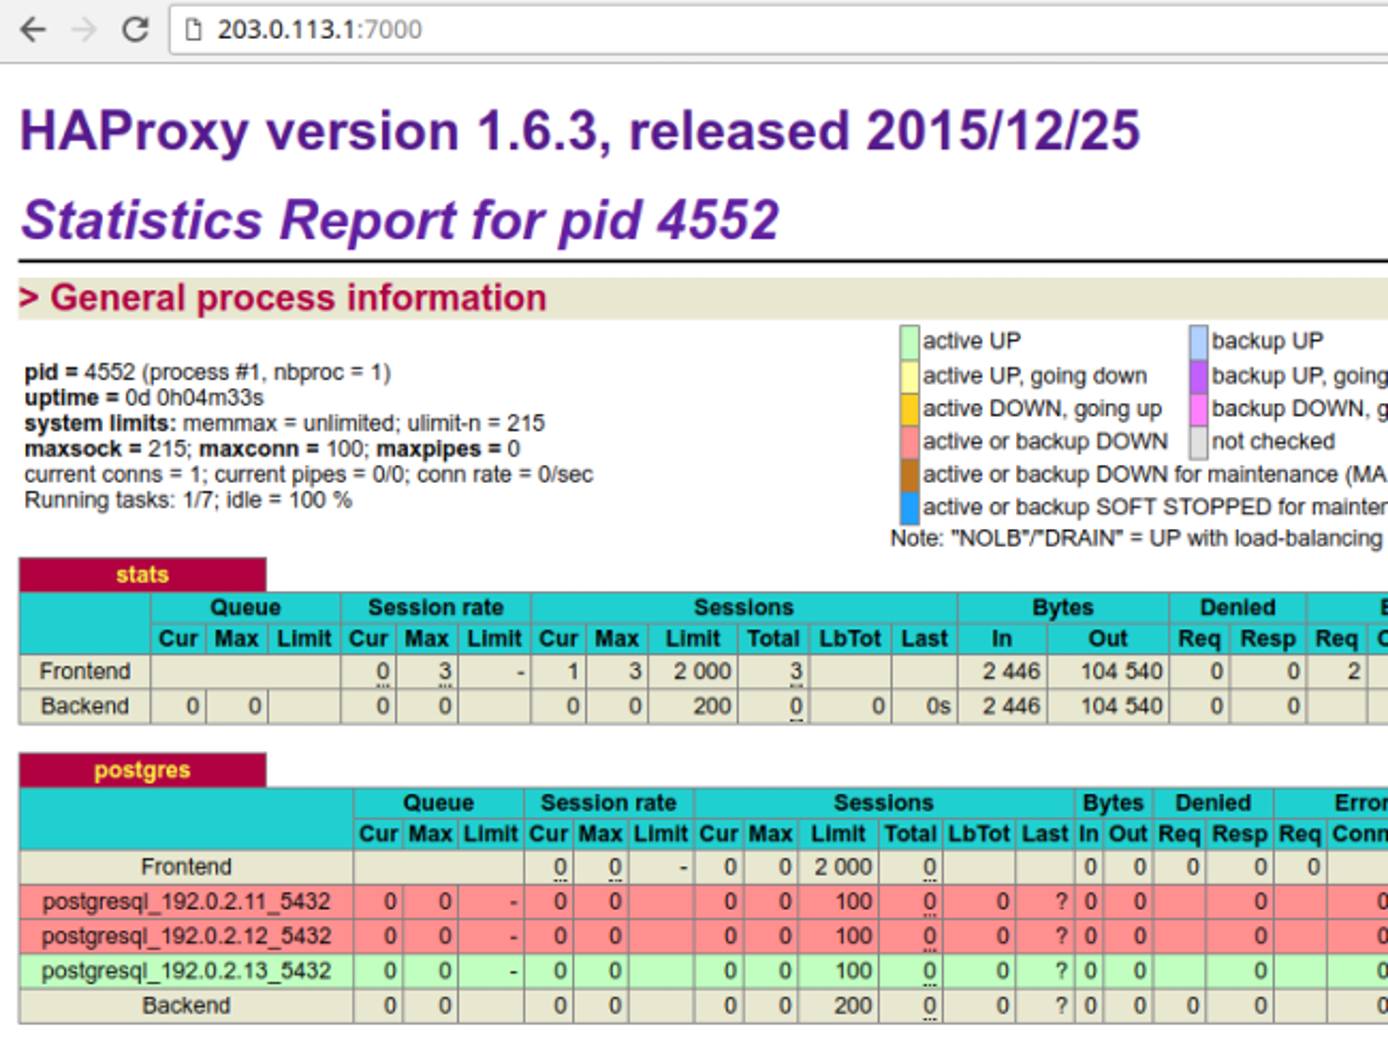 203.0.113.1:7000
HAProxy version 1.6.3, released 2015/12/25
Statistics Report for pid 4552
> General process information
pid = 4552 (process #1, nbproc = 1)
uptime = 0d 0h04m33s
system limits: memmax = unlimited; ulimit-n = 215
maxsock = 215; maxconn = 100; maxpipes = 0
current conns = 1; current pipes = 0/0; conn rate = 0/sec
Running tasks: 1/7; idle = 100 %
active UP backup UP
active UP, going down backup UP, going
active DOWN, going up backup DOWN, g
active or backup DOWN not checked
active or backup DOWN for maintenance (MA
active or backup SOFT STOPPED for mainter
Note: "NOLB"/"DRAIN" = UP with load-balancing
stats
Queue Session rate Sessions Bytes Denied E
Cur Max Limit Cur Max Limit Cur Max Limit Total LbTot Last In Out Req Resp Req C
Frontend 0 3 - 1 3 2 000 3 2 446 104 540 0 0 2
Backend 0 0 0 0 0 0 200 0 0 0s 2 446 104 540 0 0
postgres
Queue Session rate Sessions Bytes Denied Error
Cur Max Limit Cur Max Limit Cur Max Limit Total LbTot Last In Out Req Resp Req Conn
Frontend 0 0 - 0 0 2 000 0 0 0 0 0 0
postgresql_192.0.2.11_5432 0 0 - 0 0 0 0 100 0 0 ? 0 0 0 0
postgresql_192.0.2.12_5432 0 0 - 0 0 0 0 100 0 0 ? 0 0 0 0
postgresql_192.0.2.13_5432 0 0 - 0 0 0 0 100 0 0 ? 0 0 0 0
Backend 0 0 0 0 0 0 200 0 0 ? 0 0 0 0 0